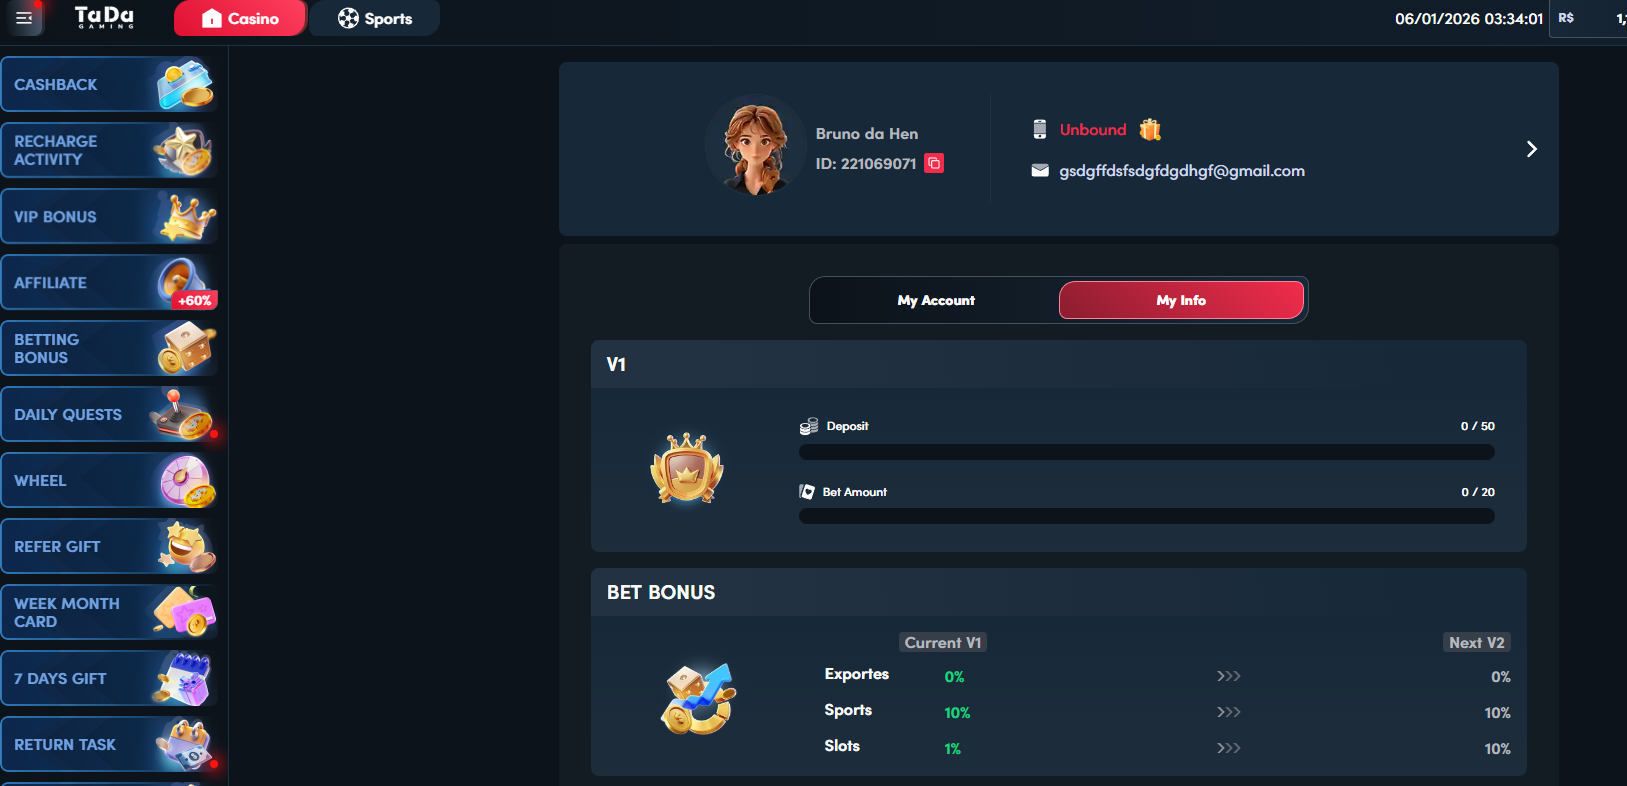 TaDa
GAMING
Casino
Sports
06/01/2026 03:34:01
R$
1,
CASHBACK
RECHARGE
ACTIVITY
VIP BONUS
AFFILIATE
+60%
BETTING
BONUS
DAILY QUESTS
WHEEL
REFER GIFT
WEEK MONTH
CARD
7 DAYS GIFT
RETURN TASK
Bruno da Hen
ID: 221069071
Unbound
gsdgffdsfsdgfdgdhgf@gmail.com
My Account
My Info
V1
Deposit
0 / 50
Bet Amount
0 / 20
BET BONUS
Current V1
Next V2
Exportes
0%
0%
Sports
10%
10%
Slots
1%
10%